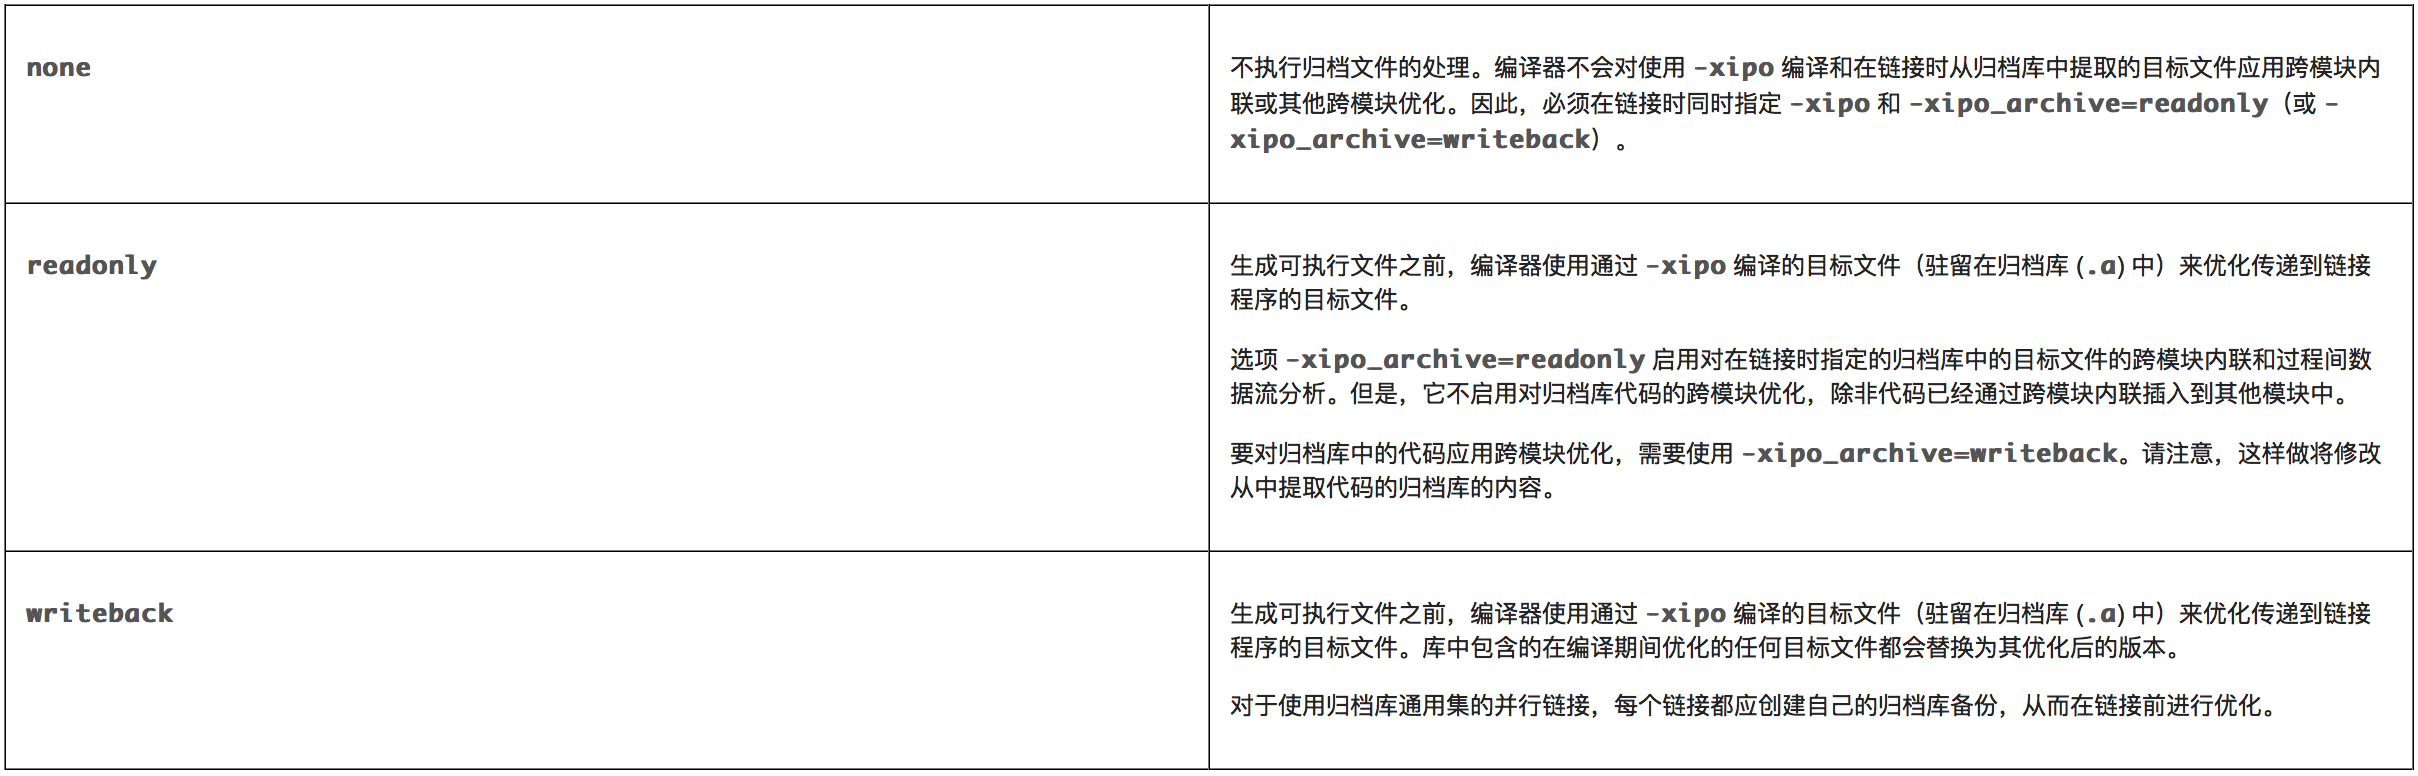 none
不执行归档文件的处理。编译器不会对使用 -xipo 编译和在链接时从归档库中提取的目标文件应用跨模块内
联或其他跨模块优化。因此，必须在链接时同时指定 -xipo 和 -xipo_archive=readonly（或 -
xipo_archive=writeback）。
readonly
生成可执行文件之前，编译器使用通过 -xipo 编译的目标文件（驻留在归档库 (.a) 中）来优化传递到链接
程序的目标文件。
选项 -xipo_archive=readonly 启用对在链接时指定的归档库中的目标文件的跨模块内联和过程间数
据流分析。但是，它不启用对归档库代码的跨模块优化，除非代码已经通过跨模块内联插入到其他模块中。
要对归档库中的代码应用跨模块优化，需要使用 -xipo_archive=writeback。请注意，这样做将修改
从中提取代码的归档库的内容。
writeback
生成可执行文件之前，编译器使用通过 -xipo 编译的目标文件（驻留在归档库 (.a) 中）来优化传递到链接
程序的目标文件。库中包含的在编译期间优化的任何目标文件都会替换为其优化后的版本。
对于使用归档库通用集的并行链接，每个链接都应创建自己的归档库备份，从而在链接前进行优化。